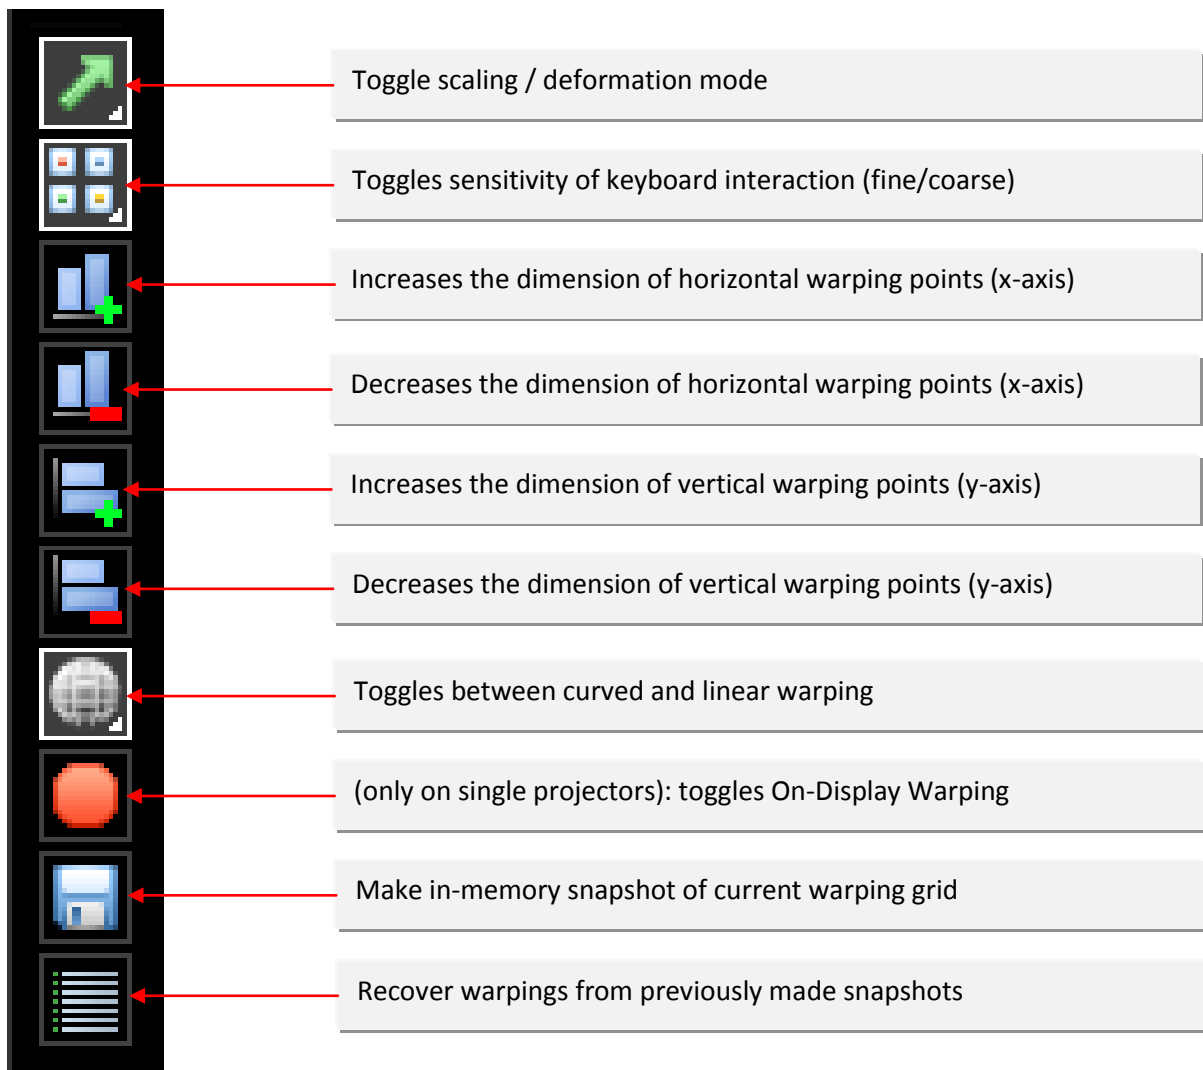 Toggle scaling / deformation mode
Toggles sensitivity of keyboard interaction (fine/coarse)
Increases the dimension of horizontal warping points (x-axis)
Decreases the dimension of horizontal warping points (x-axis)
Increases the dimension of vertical warping points (y-axis)
Decreases the dimension of vertical warping points (y-axis)
Toggles between curved and linear warping
(only on single projectors): toggles On-Display Warping
Make in-memory snapshot of current warping grid
Recover warpings from previously made snapshots